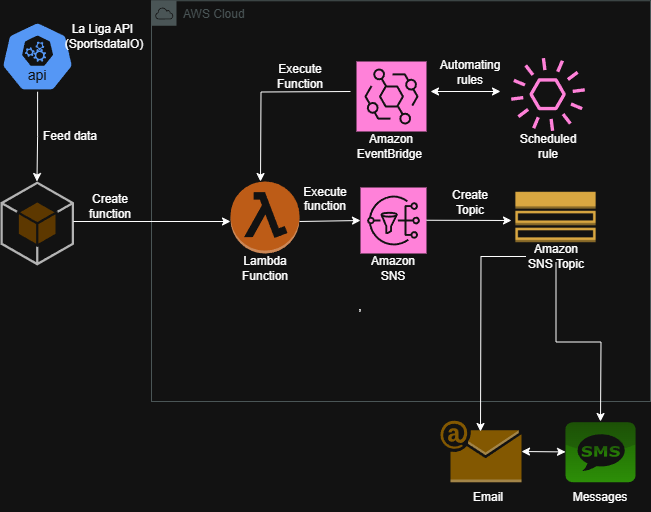 La Liga API
(SportsdataIO)
api
Feed data
AWS Cloud
Execute
Function
Automating
rules
Amazon
EventBridge
Scheduled
rule
Create
function
Execute
function
Create
Topic
Lambda
Function
Amazon
SNS
Amazon
SNS Topic
,
@
SMS
Email
Messages